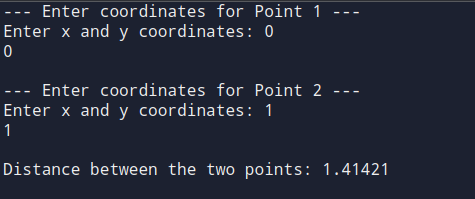 --- Enter coordinates for Point 1 ---
Enter x and y coordinates: 0
0
--- Enter coordinates for Point 2 ---
Enter x and y coordinates: 1
1
Distance between the two points: 1.41421